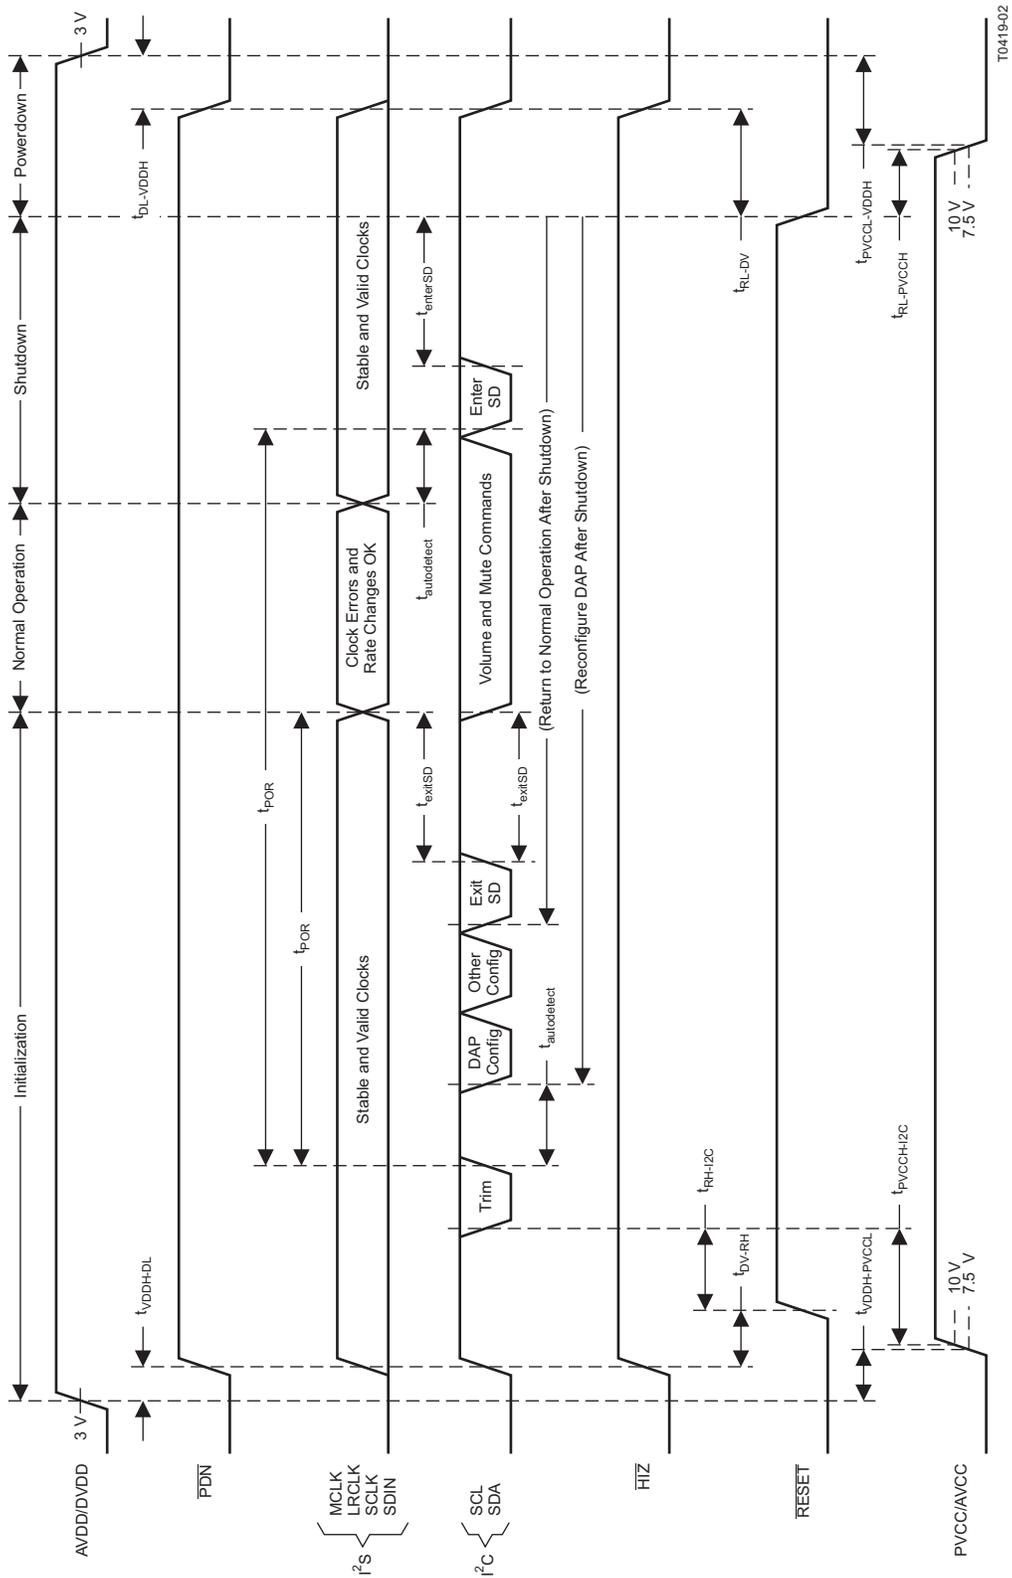 Initialization
Normal Operation
Shutdown
Powerdown
AVDD/DVDD
3 V
3 V
tVDDH-DL
tDL-VDDH
PDN
tPOR
tPOR
I2S
MCLK
LRCLK
SCLK
SDIN
Stable and Valid Clocks
Clock Errors and
Rate Changes OK
Stable and Valid Clocks
texitSD
tautodetect
tenterSD
I2C
SCL
SDA
Trim
DAP
Config
Other
Config
Exit
SD
Volume and Mute Commands
Enter
SD
texitSD
tautodetect
(Return to Normal Operation After Shutdown)
(Reconfigure DAP After Shutdown)
HIZ
tRH-I2C
tDV-RH
tRL-DV
RESET
tVDDH-PVCCL
tPVCCL-VDDH
tPVCCH-I2C
tRL-PVCCH
PVCC/AVCC
10 V
7.5 V
10 V
7.5 V
T0419-02